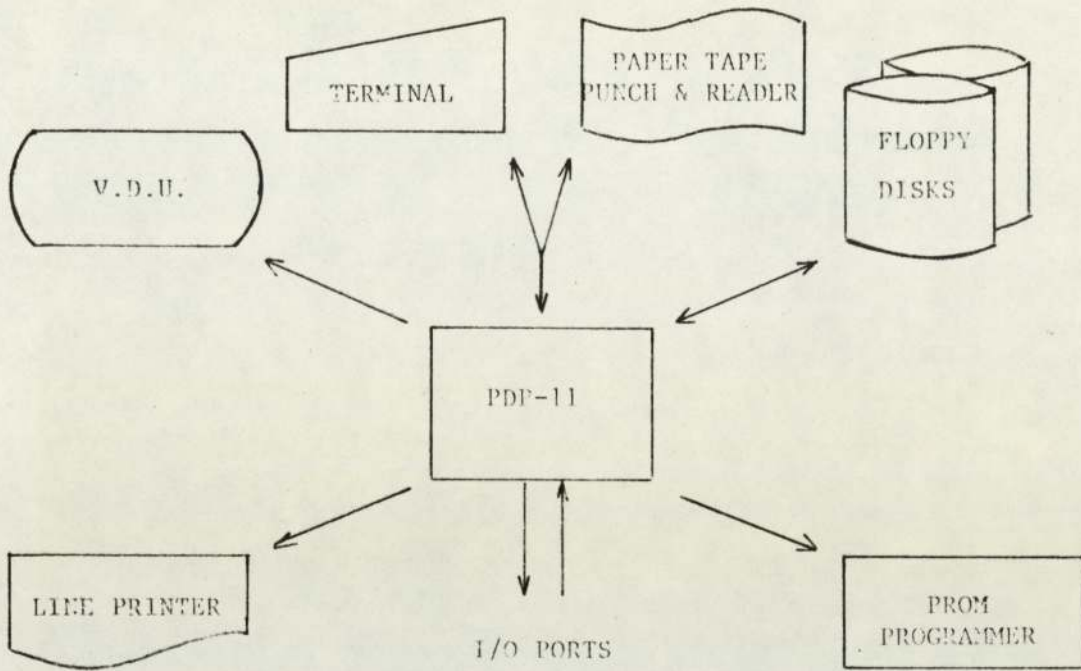 TERMINAL
PAPER TAPE
PUNCH & READER
V.D.U.
FLOPPY
DISKS
PDP-11
LINE PRINTER
I/O PORTS
PROM
PROGRAMMER